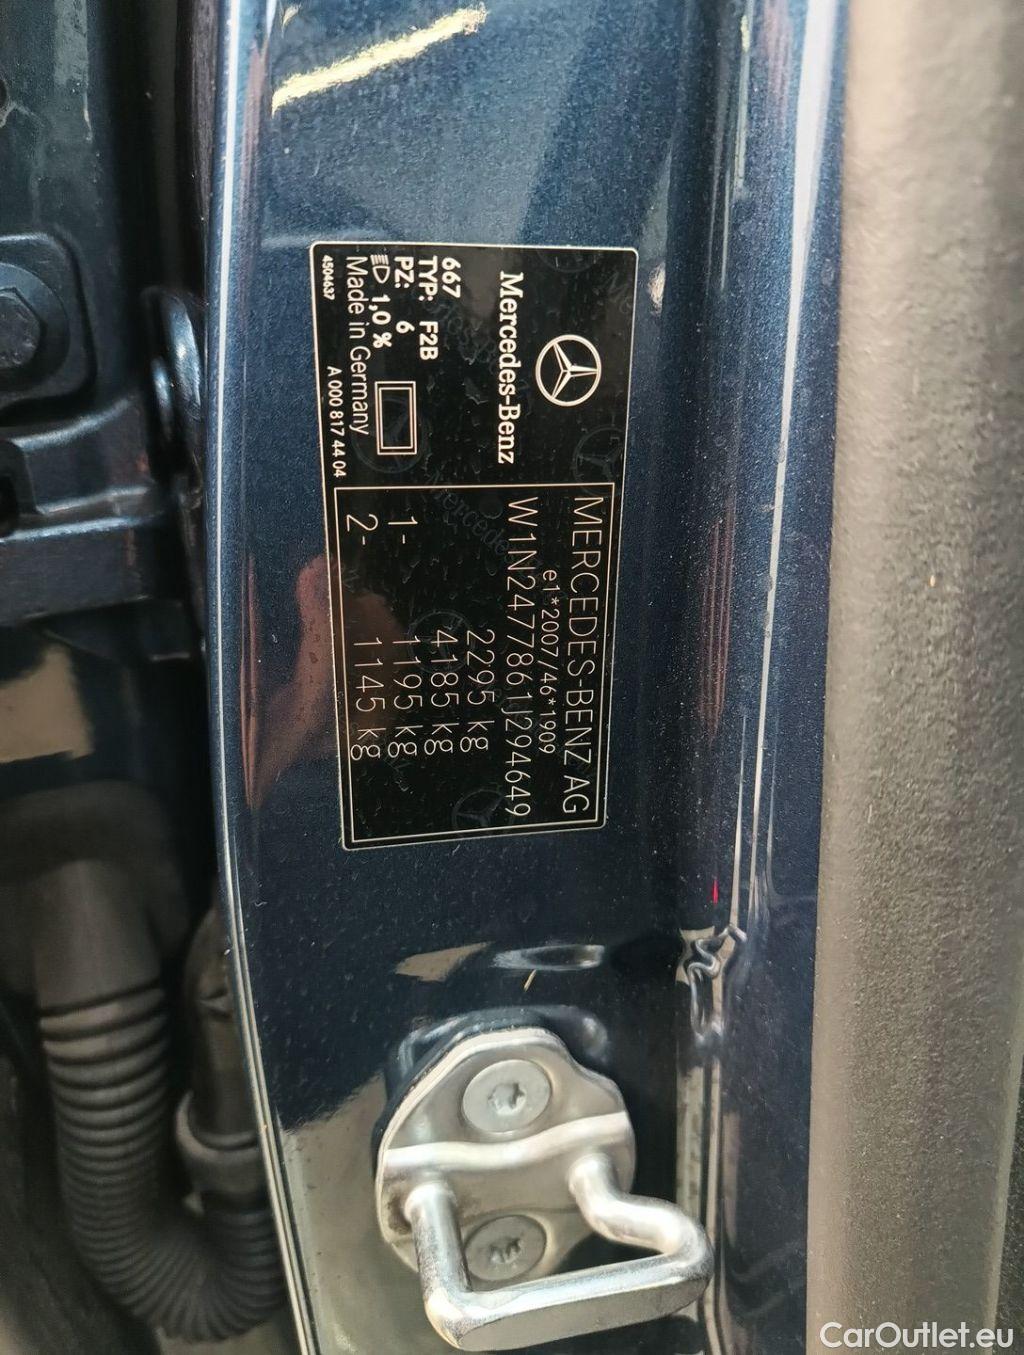 Mercedes-Benz
667
TYP: F2B
PZ: 6
1,0 %
Made in Germany
4504637 A 000 817 44 04
MERCEDES-BENZ AG
e1*2007/46*1909
W1N2477861J294649
2295 kg
4185 kg
1- 1195 kg
2- 1145 kg
CarOutlet.eu